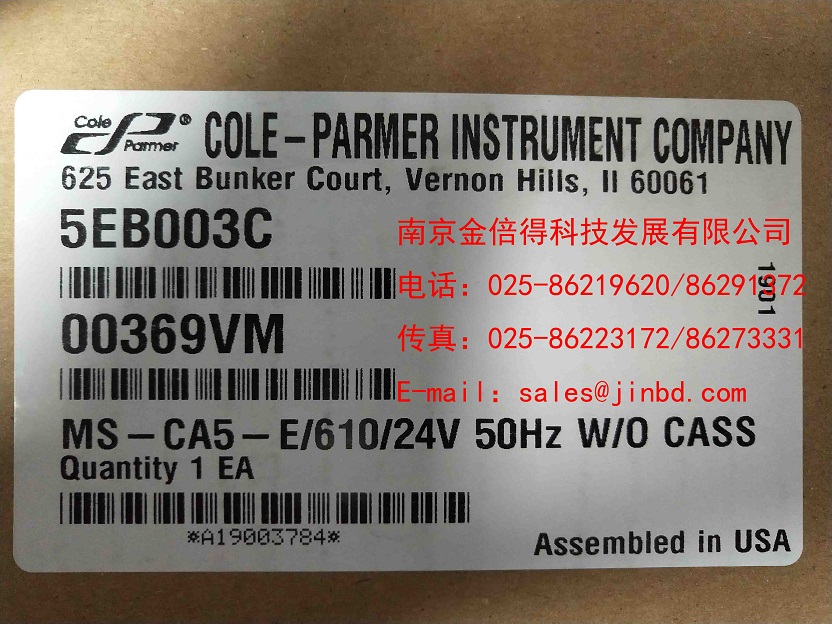 Cole
Parmer®
COLE-PARMER INSTRUMENT COMPANY
625 East Bunker Court, Vernon Hills, Il 60061
5EB003C
南京金倍得科技发展有限公司
电话：025-86219620/86291372
1901
00369VM
传真：025-86223172/86273331
E-mail：sales@jinbd.com
MS-CA5-E/610/24V 50Hz W/O CASS
Quantity 1 EA
*A19003784*
Assembled in USA